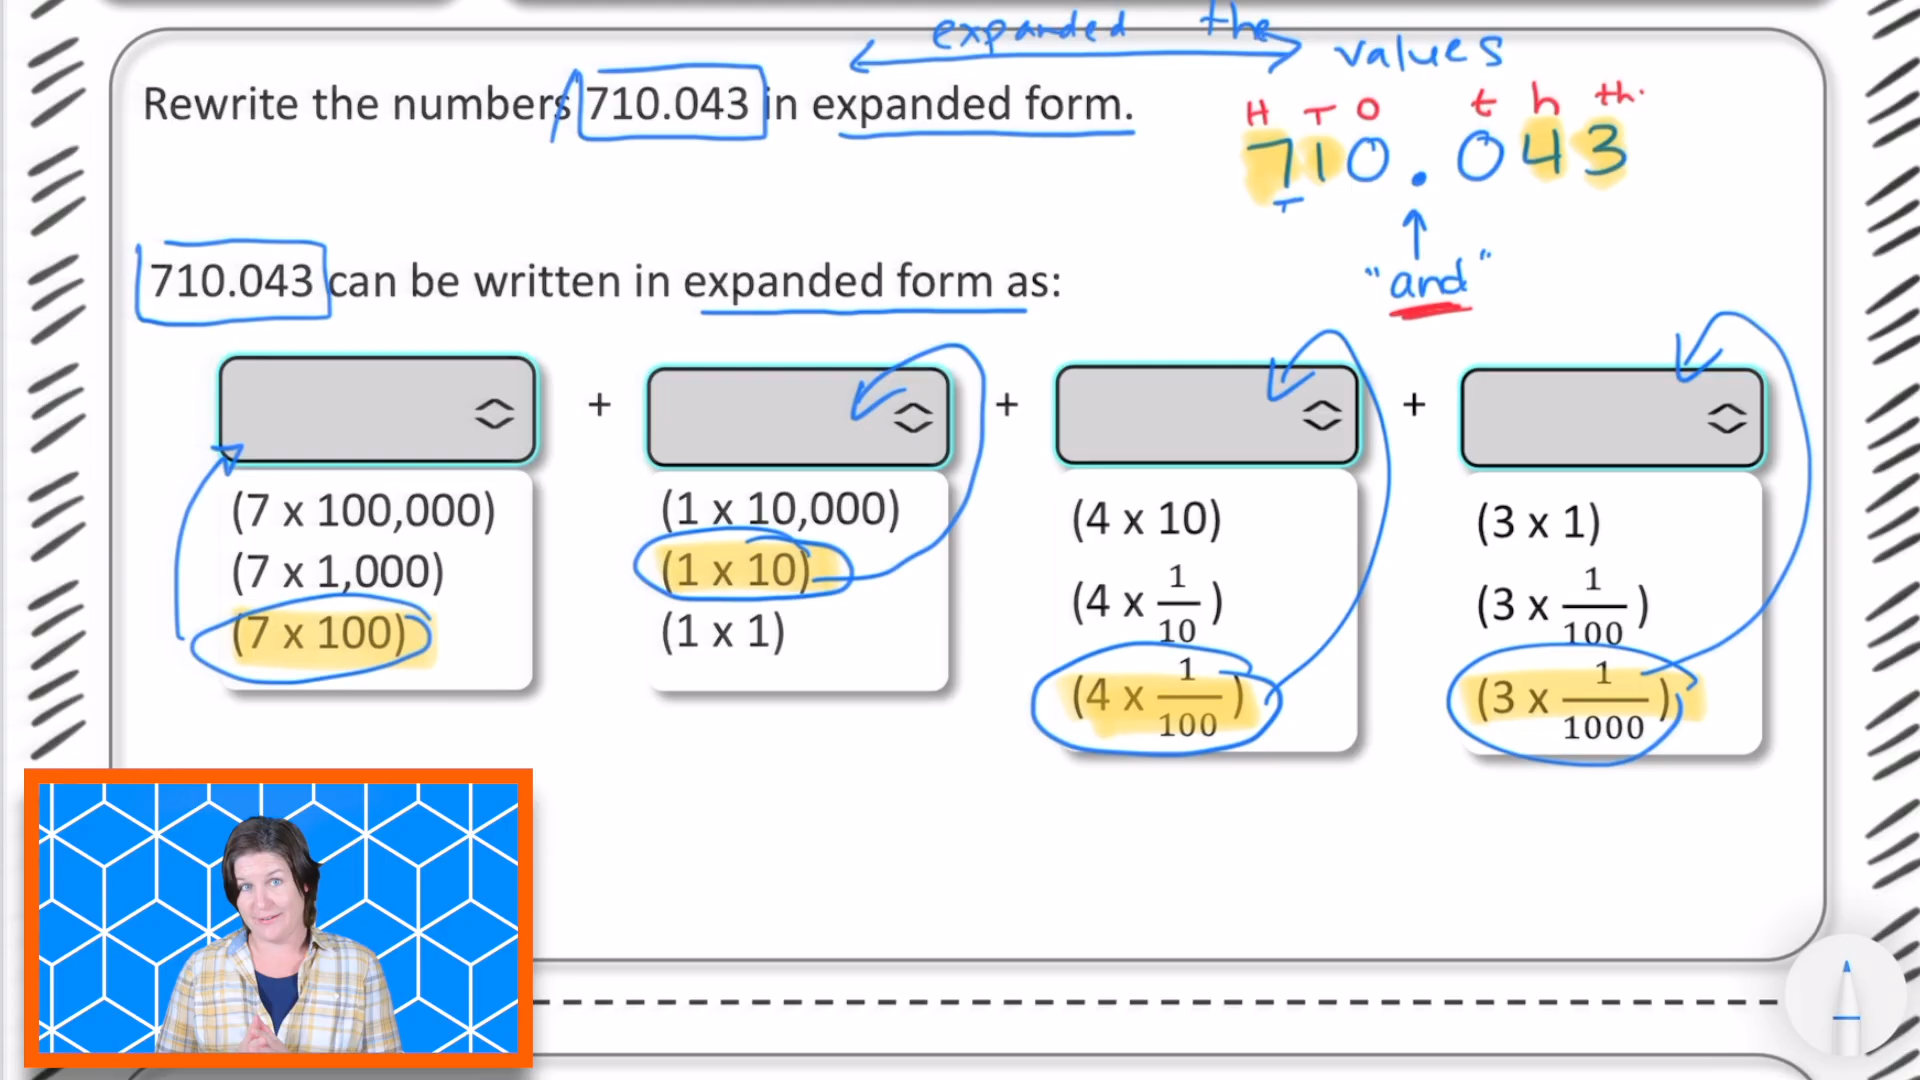 expanded the
values
Rewrite the numbers 710.043 in expanded form.
H T O t h th.
710.043
T
710.043 can be written in expanded form as:
"and"
+ + +
(7 x 100,000)
(7 x 1,000)
(7 x 100)
(1 x 10,000)
(1 x 10)
(1 x 1)
(4 x 10)
(4 x 1/10)
(4 x 1/100)
(3 x 1)
(3 x 1/100)
(3 x 1/1000)